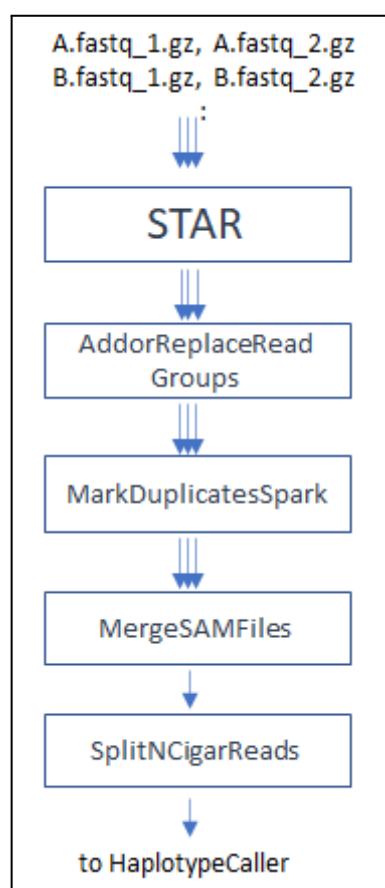 A.fastq_1.gz, A.fastq_2.gz
B.fastq_1.gz, B.fastq_2.gz
:
STAR
AddorReplaceRead
Groups
MarkDuplicatesSpark
MergeSAMFiles
SplitNCigarReads
to HaplotypeCaller